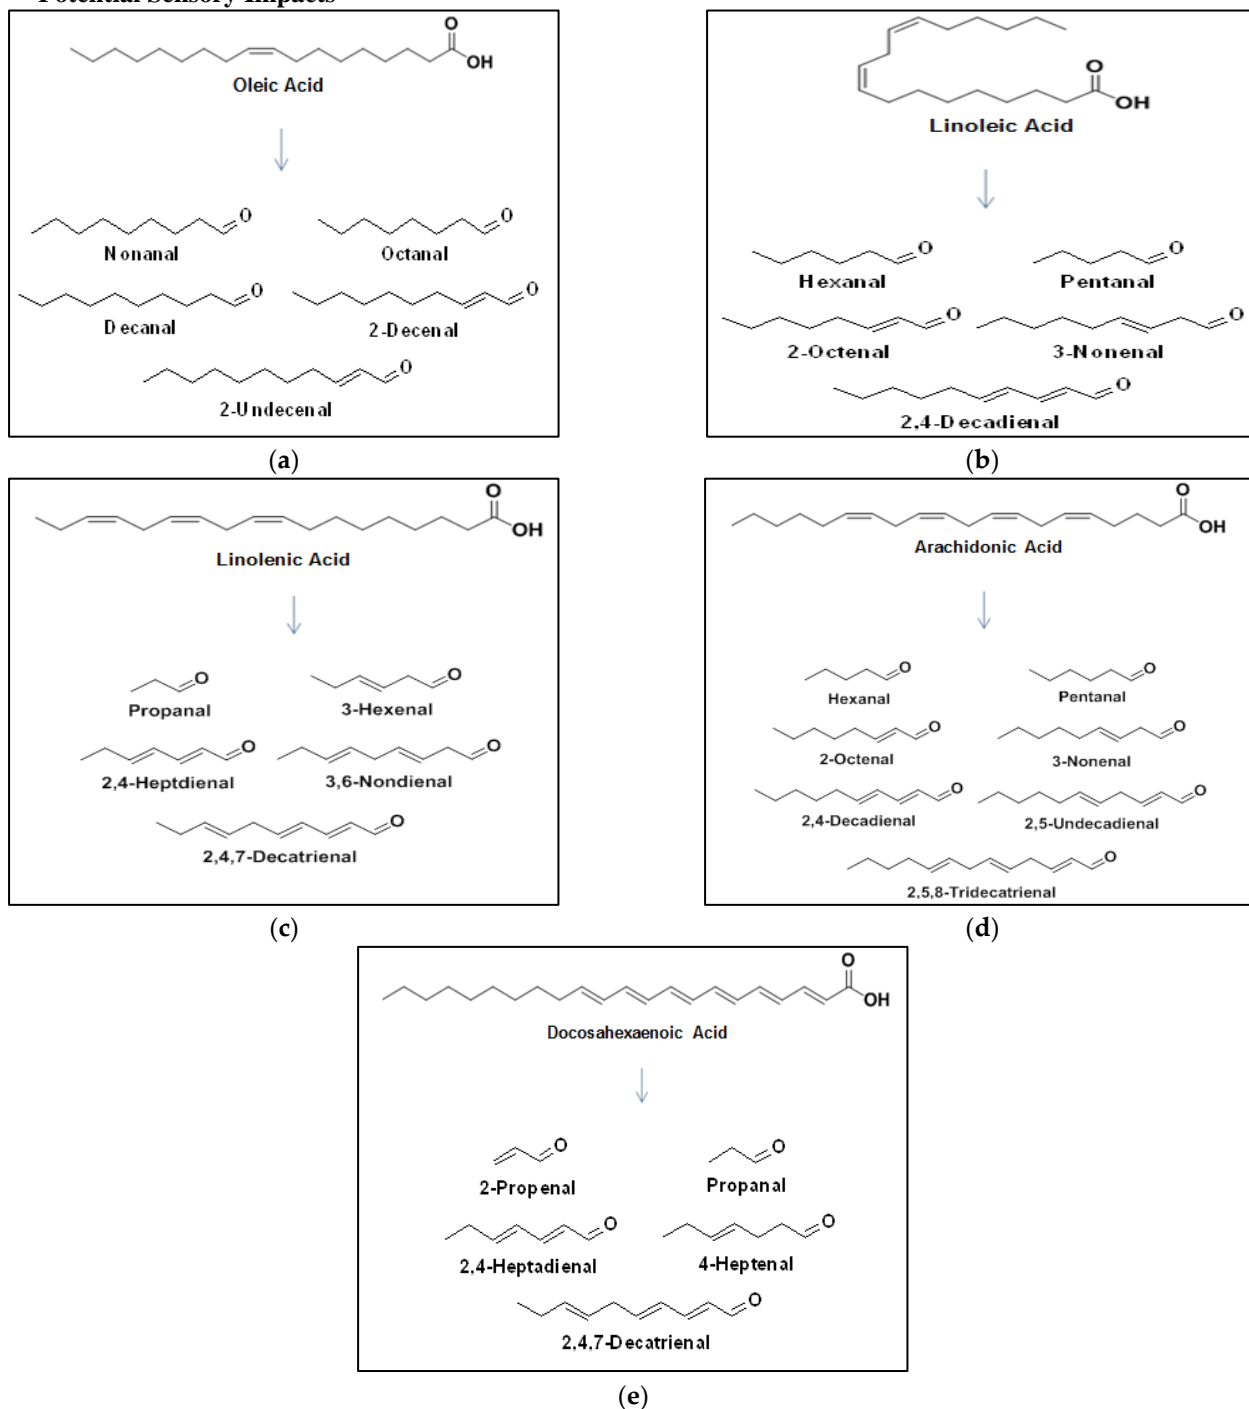 Potential Sensory Impacts
O
OH
Oleic Acid
O
Nonanal
O
Octanal
O
Decanal
O
2-Decenal
O
2-Undecenal
(a)
O
OH
Linoleic Acid
O
Hexanal
O
Pentanal
O
2-Octenal
O
3-Nonenal
O
2,4-Decadienal
(b)
O
OH
Linolenic Acid
O
Propanal
O
3-Hexenal
O
2,4-Heptdienal
O
3,6-Nondienal
O
2,4,7-Decatrienal
(c)
O
OH
Arachidonic Acid
O
Hexanal
O
Pentanal
O
2-Octenal
O
3-Nonenal
O
2,4-Decadienal
O
2,5-Undecadienal
O
2,5,8-Tridecatrienal
(d)
O
OH
Docosahexaenoic Acid
O
2-Propenal
O
Propanal
O
2,4-Heptadienal
O
4-Heptenal
O
2,4,7-Decatrienal
(e)